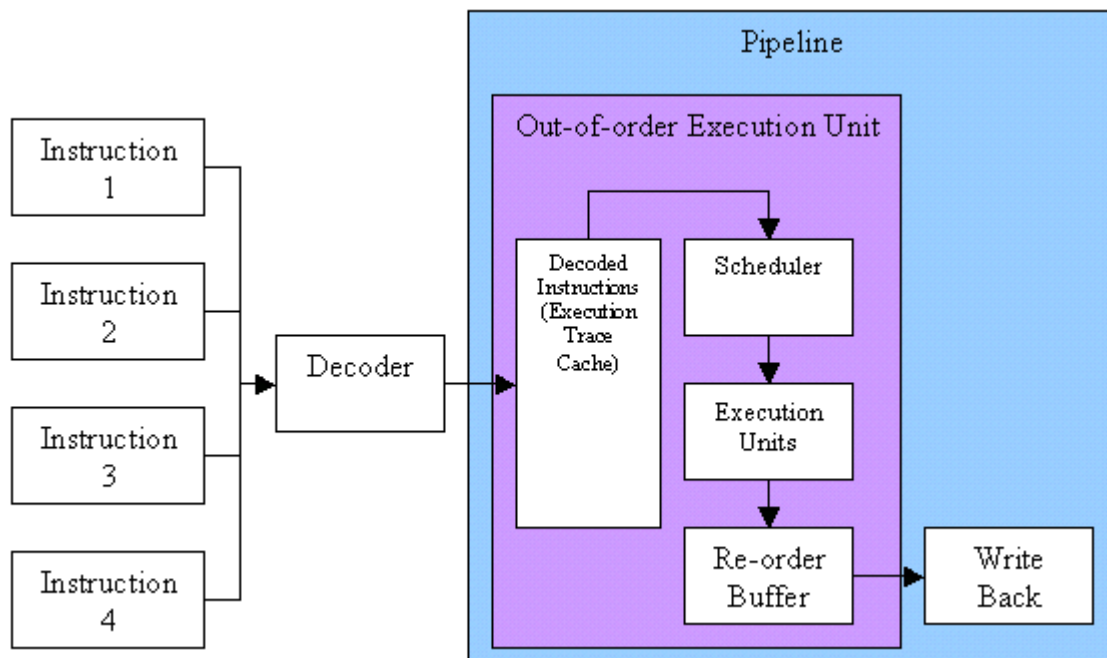 Pipeline
Out-of-order Execution Unit
Instruction
1
Instruction
2
Instruction
3
Instruction
4
Decoder
Decoded
Instructions
(Execution
Trace
Cache)
Scheduler
Execution
Units
Re-order
Buffer
Write
Back